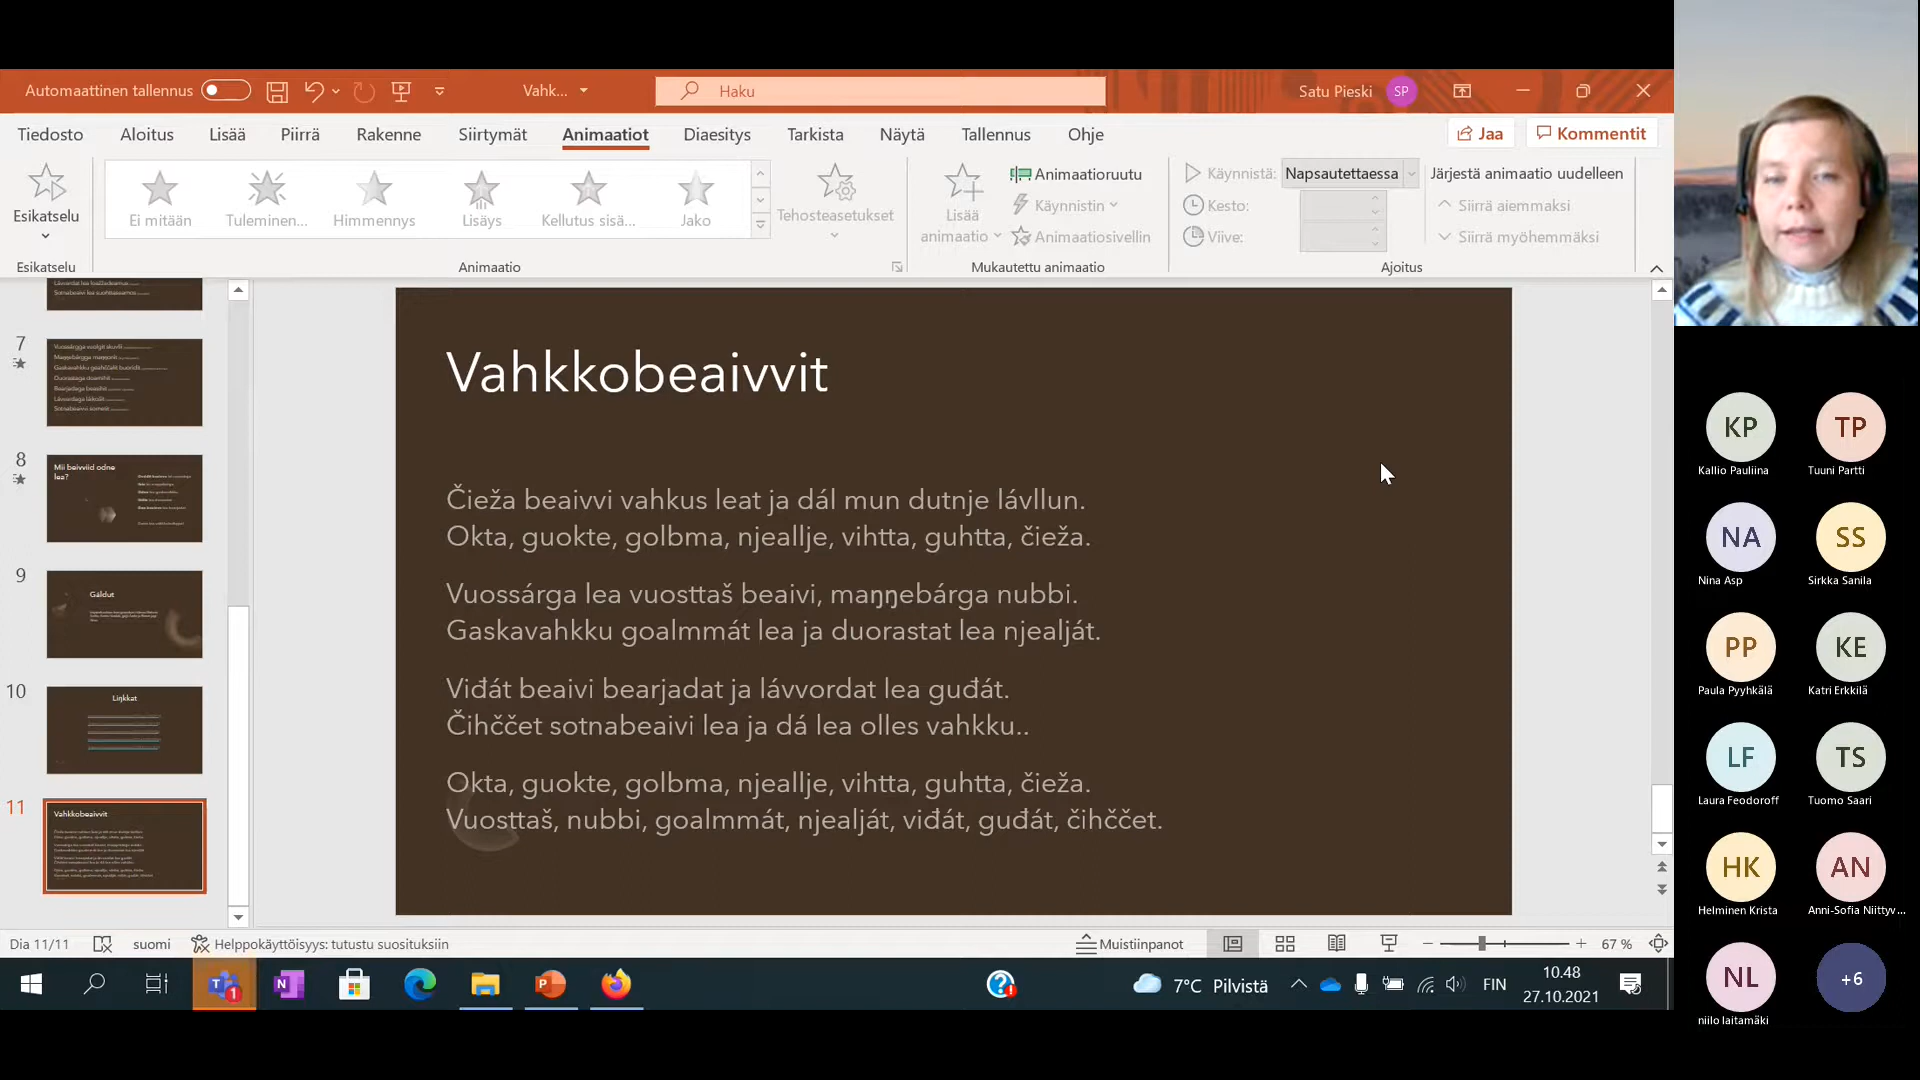 Automaattinen tallennus
Vahk...
Haku
Satu Pieski
SP
Tiedosto
Aloitus
Lisää
Piirrä
Rakenne
Siirtymät
Animaatiot
Diaesitys
Tarkista
Näytä
Tallennus
Ohje
Jaa
Kommentit
Esikatselu
Esikatselu
Ei mitään
Tuleminen...
Himmennys
Lisäys
Kellutus sisä...
Jako
Animaatio
Tehosteasetukset
Lisää
animaatio
Animaatioruutu
Käynnistin
Animaatiosivellin
Mukautettu animaatio
Käynnistä:
Napsautettaessa
Kesto:
Viive:
Järjestä animaatio uudelleen
Siirrä aiemmaksi
Siirrä myöhemmäksi
Ajoitus
7
8
Mii beivviid odne
lea?
9
Gáldut
10
Liŋkkat
11
Vahkkobeaivvit
Vahkkobeaivvit
Čieža beaivvi vahkus leat ja dál mun dutnje lávllun.
Okta, guokte, golbma, njeallje, vihtta, guhtta, čieža.
Vuossárga lea vuosttaš beaivi, maŋŋebárga nubbi.
Gaskavahkku goalmmát lea ja duorastat lea njealját.
Viđát beaivi bearjadat ja lávvordat lea guđát.
Čihččet sotnabeaivi lea ja dá lea olles vahkku..
Okta, guokte, golbma, njeallje, vihtta, guhtta, čieža.
Vuosttaš, nubbi, goalmmát, njealját, viđát, guđát, čihččet.
KP
Kallio Pauliina
TP
Tuuni Partti
NA
Nina Asp
SS
Sirkka Sanila
PP
Paula Pyyhkälä
KE
Katri Erkkilä
LF
Laura Feodoroff
TS
Tuomo Saari
HK
Helminen Krista
AN
Anni-Sofia Niittyv...
NL
niilo laitamäki
+6
Dia 11/11
suomi
Helppokäyttöisyys: tutustu suosituksiin
Muistiinpanot
67 %
7°C Pilvistä
FIN
10.48
27.10.2021